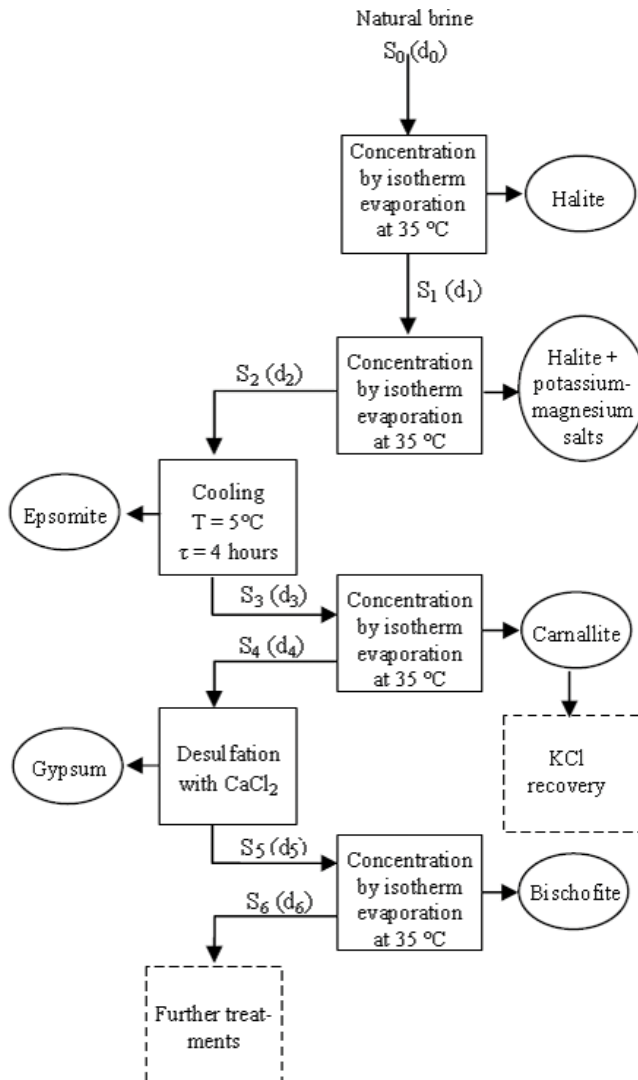 Natural brine
S₀ (d₀)
Concentration
by isotherm
evaporation
at 35 ºC
Halite
S₁ (d₁)
Concentration
by isotherm
evaporation
at 35 ºC
Halite +
potassium-
magnesium
salts
S₂ (d₂)
Cooling
T = 5ºC
τ = 4 hours
Epsomite
S₃ (d₃)
Concentration
by isotherm
evaporation
at 35 ºC
Carnallite
KCl
recovery
S₄ (d₄)
Desulfation
with CaCl₂
Gypsum
S₅ (d₅)
Concentration
by isotherm
evaporation
at 35 ºC
Bischofite
S₆ (d₆)
Further treat-
ments